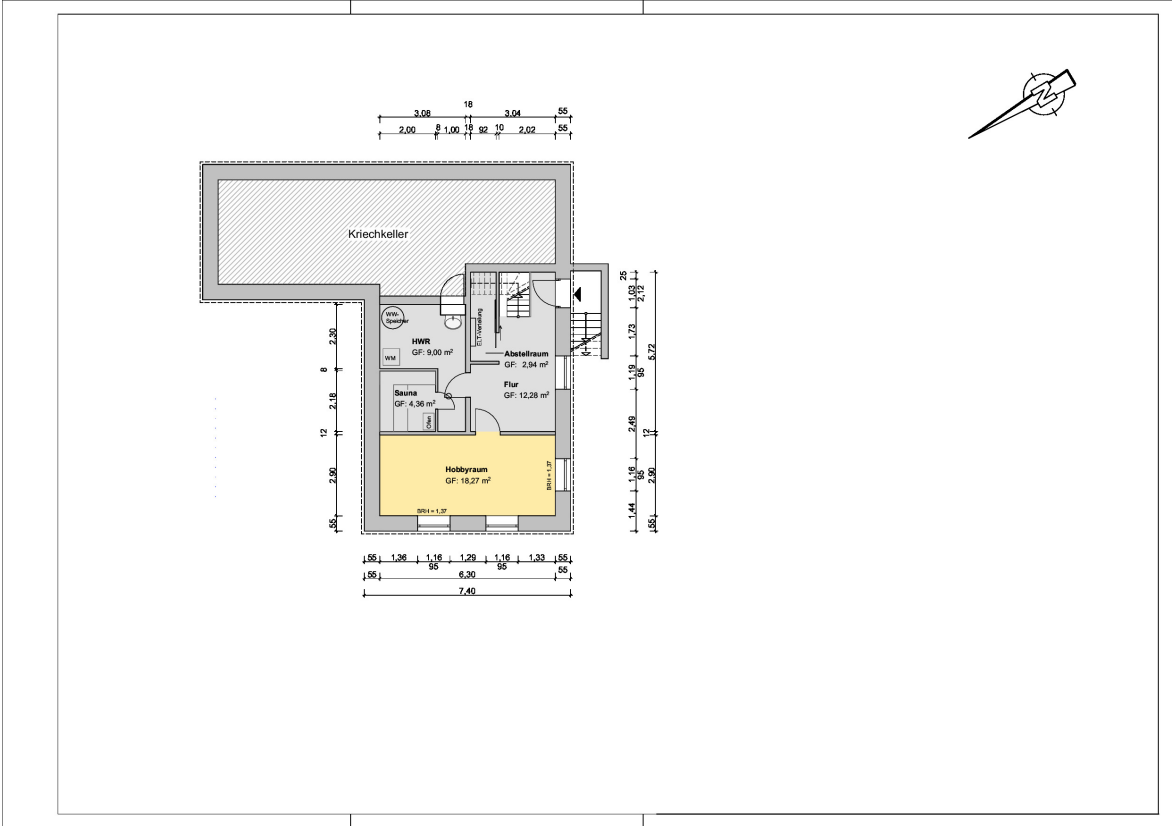 N
18
3,08
3,04
55
2,00
8
1,00
18
92
10
2,02
55
Kriechkeller
25
1,03
2,12
1,73
5,72
1,19
95
2,49
12
1,16
95
2,90
1,44
55
2,30
8
2,18
12
2,90
55
WW-
Speicher
HWR
GF: 9,00 m²
WM
ELT-Verteilung
Abstellraum
GF: 2,94 m²
Flur
GF: 12,28 m²
Sauna
GF: 4,36 m²
Ofen
Hobbyraum
GF: 18,27 m²
BRH = 1,37
BRH = 1,37
55
1,36
1,16
95
1,29
1,16
95
1,33
55
55
6,30
55
7,40